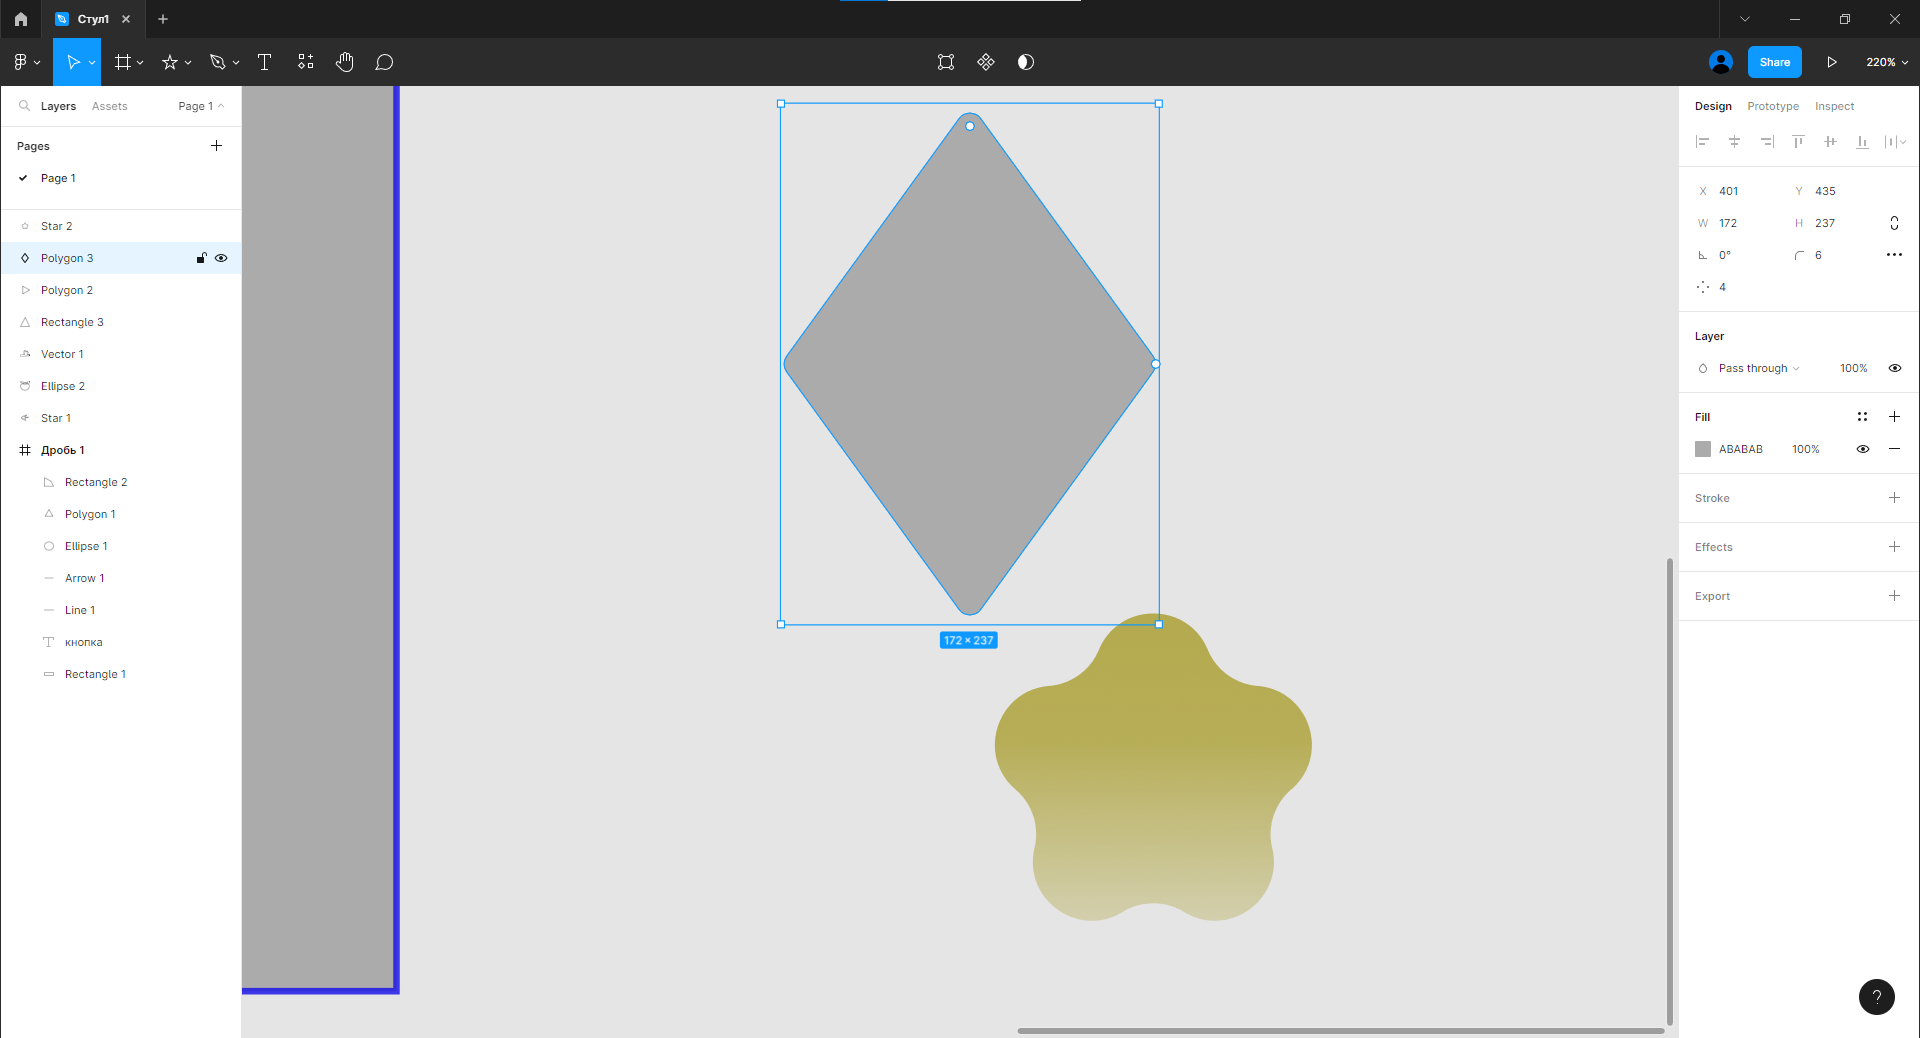 Стул1
Share
220%
Layers Assets Page 1
Pages
Page 1
Star 2
Polygon 3
Polygon 2
Rectangle 3
Vector 1
Ellipse 2
Star 1
Дробь 1
Rectangle 2
Polygon 1
Ellipse 1
Arrow 1
Line 1
кнопка
Rectangle 1
172 × 237
Design Prototype Inspect
X 401 Y 435
W 172 H 237
0° 6
4
Layer
Pass through 100%
Fill
ABABAB 100%
Stroke
Effects
Export
?